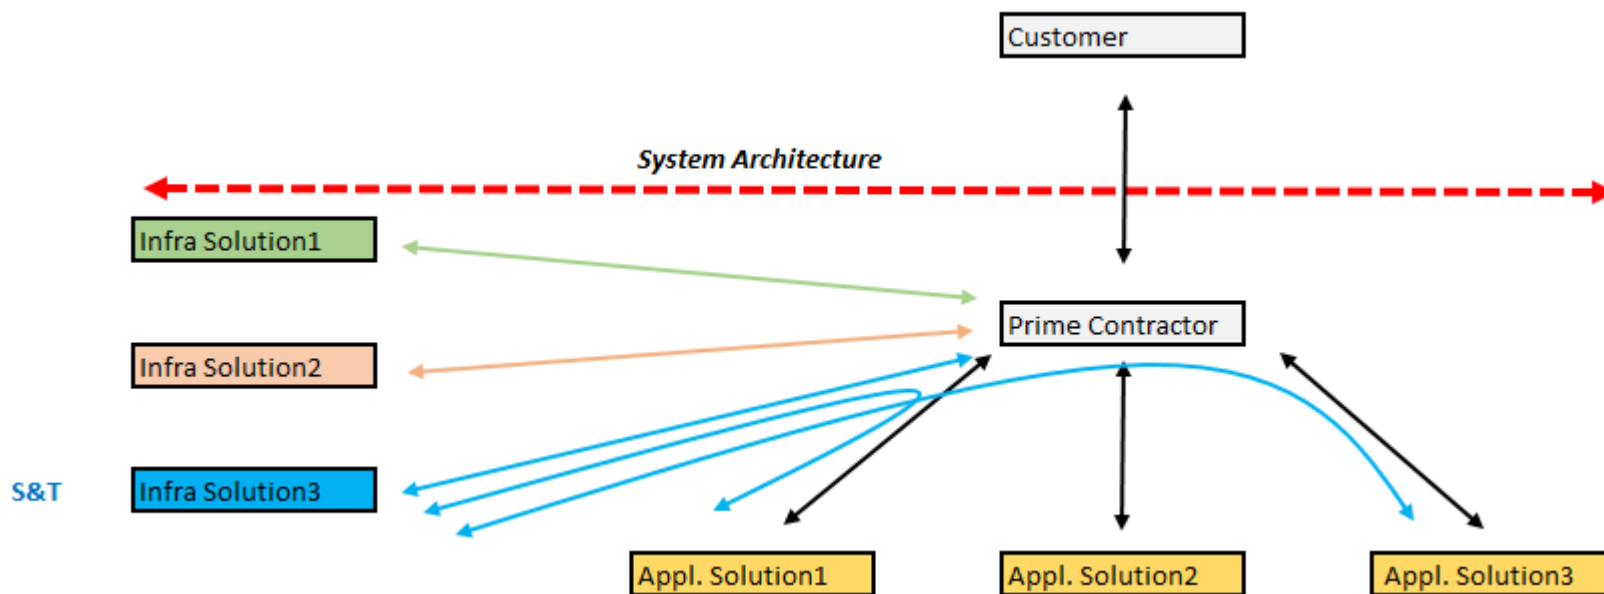 Customer
System Architecture
Infra Solution1
Prime Contractor
Infra Solution2
S&T
Infra Solution3
Appl. Solution1
Appl. Solution2
Appl. Solution3